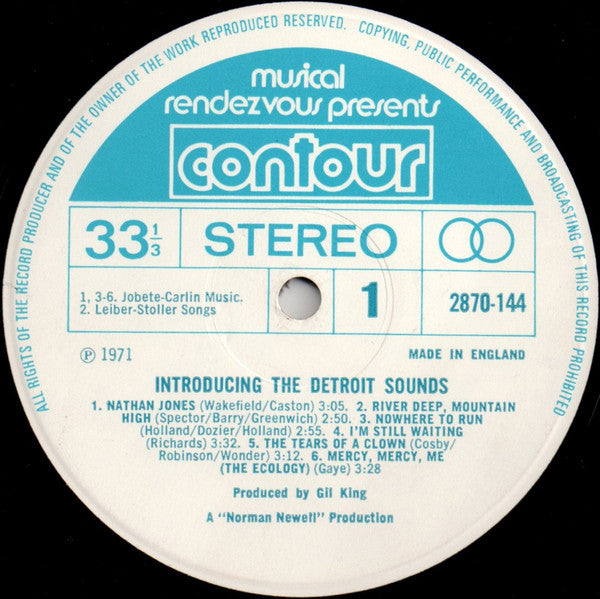 ALL RIGHTS OF THE RECORD PRODUCER AND OF THE OWNER OF THE WORK REPRODUCED RESERVED. COPYING, PUBLIC PERFORMANCE AND BROADCASTING OF THIS RECORD PROHIBITED
musical
rendezvous presents
contour
33 1/3 STEREO
1, 3-6. Jobete-Carlin Music.
2. Leiber-Stoller Songs
1
2870-144
Ⓟ 1971
MADE IN ENGLAND
INTRODUCING THE DETROIT SOUNDS
1. NATHAN JONES (Wakefield/Caston) 3:05. 2. RIVER DEEP, MOUNTAIN
HIGH (Spector/Barry/Greenwich) 2:50. 3. NOWHERE TO RUN
(Holland/Dozier/Holland) 2:55. 4. I'M STILL WAITING
(Richards) 3:32. 5. THE TEARS OF A CLOWN (Cosby/
Robinson/Wonder) 3:12. 6. MERCY, MERCY, ME
(THE ECOLOGY) (Gaye) 3:28
Produced by Gil King
A "Norman Newell" Production